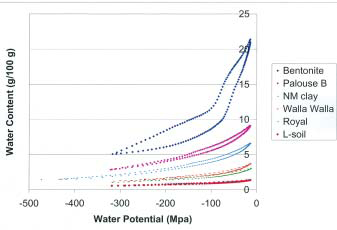 25
20
15
10
5
0
Water Content (g/100 g)
-500 -400 -300 -200 -100 0
Water Potential (Mpa)
Bentonite
Palouse B
NM clay
Walla Walla
Royal
L-soil